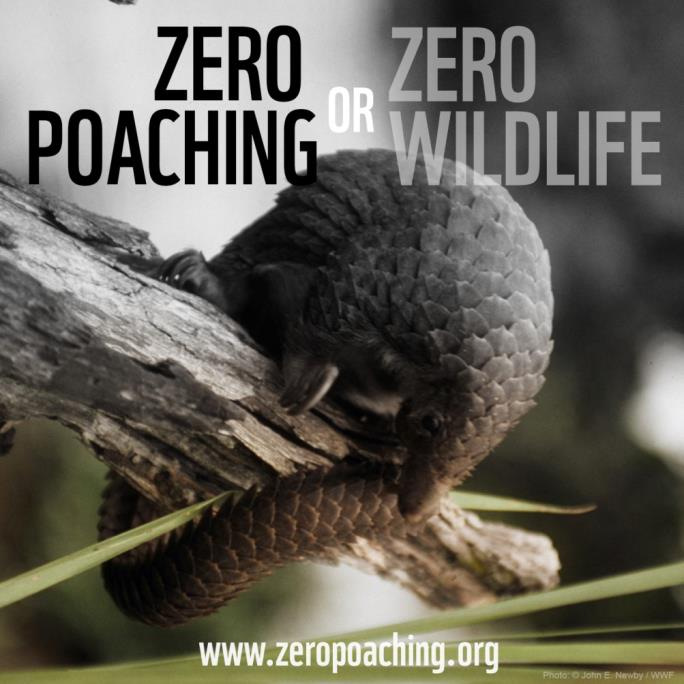 ZERO
POACHING
OR
ZERO
WILDLIFE
www.zeropoaching.org
Photo: © John E. Newby / WWF